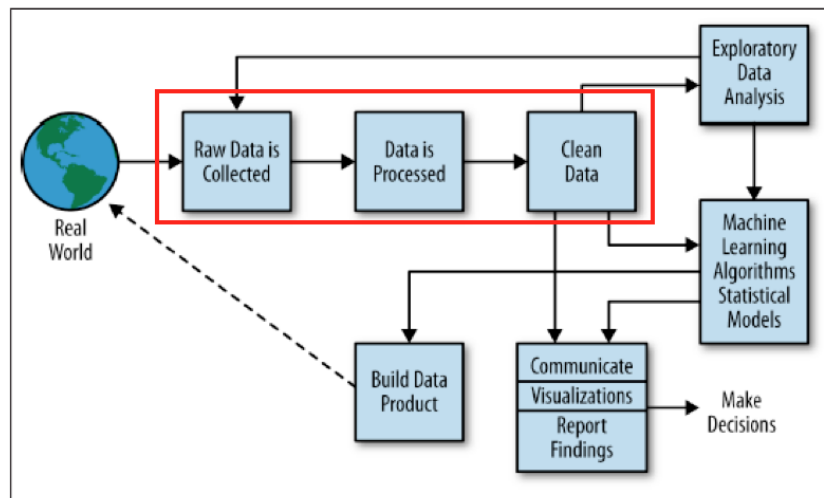 Exploratory
Data
Analysis
Raw Data is
Collected
Data is
Processed
Clean
Data
Real
World
Machine
Learning
Algorithms
Statistical
Models
Build Data
Product
Communicate
Visualizations
Report
Findings
Make
Decisions